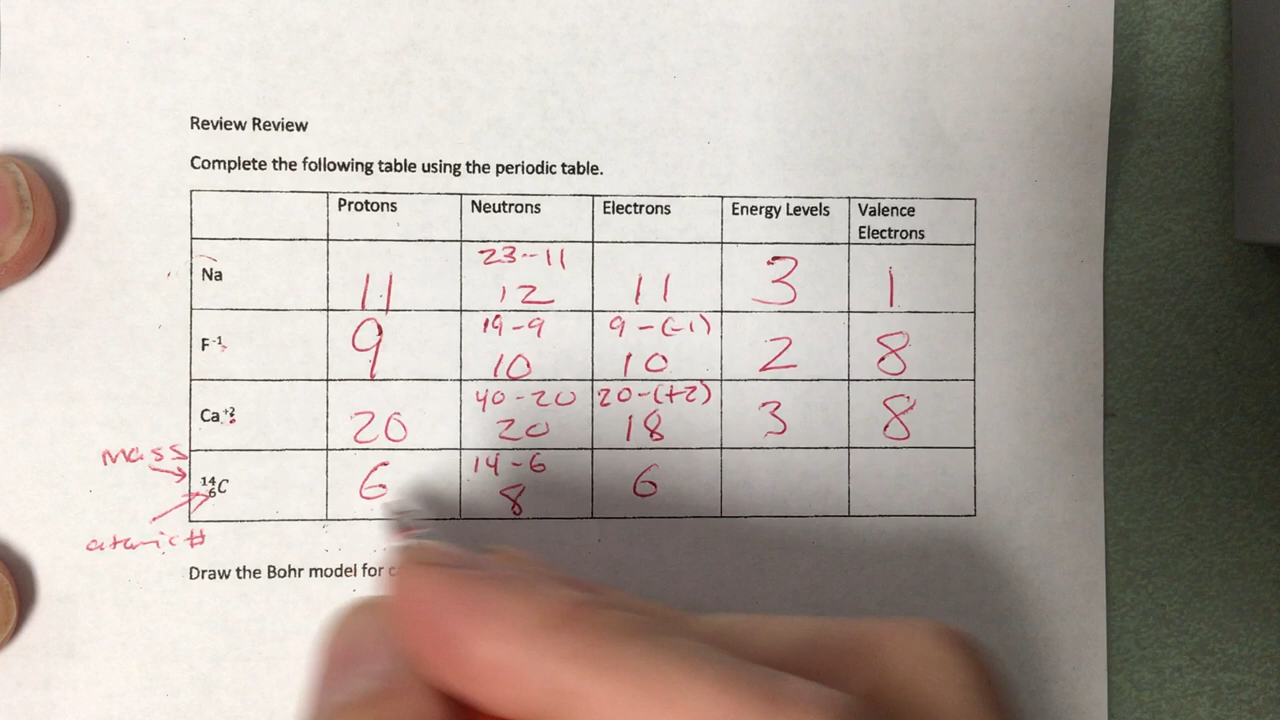 Review Review
Complete the following table using the periodic table.
Protons Neutrons Electrons Energy Levels Valence Electrons
23-11
Na 11 12 11 3 1
19-9 9-(-1)
F-1 9 10 10 2 8
40-20 20-(+2)
Ca+2 20 20 18 3 8
mass
14-6
14 6 C 6 8 6
atomic #
Draw the Bohr model for